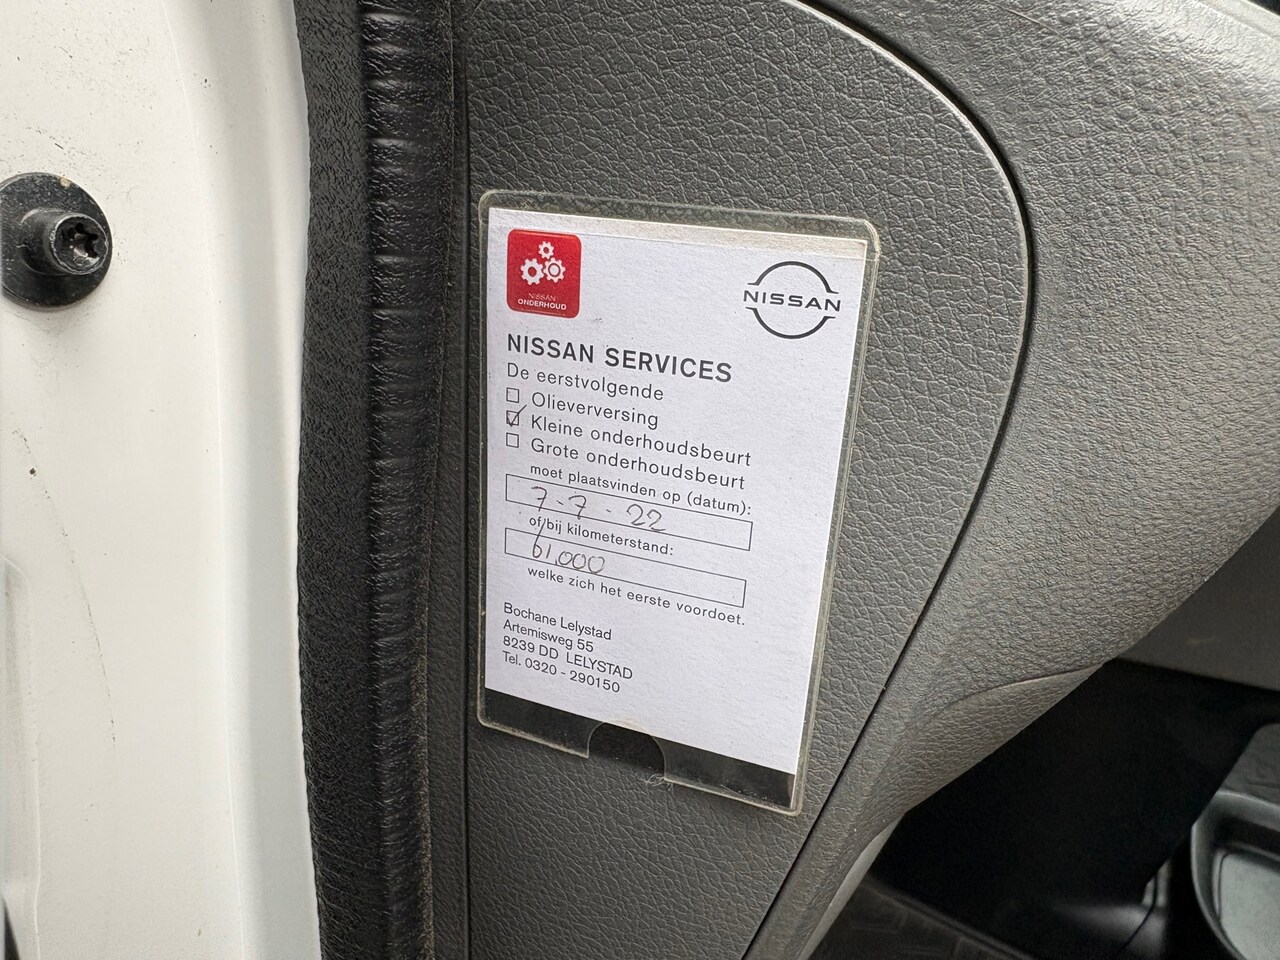 NISSAN
ONDERHOUD
NISSAN
NISSAN SERVICES
De eerstvolgende
Olieverversing
Kleine onderhoudsbeurt
Grote onderhoudsbeurt
moet plaatsvinden op (datum):
7-7-22
of/bij kilometerstand:
61.000
welke zich het eerste voordoet.
Bochane Lelystad
Artemisweg 55
8239 DD LELYSTAD
Tel. 0320 - 290150